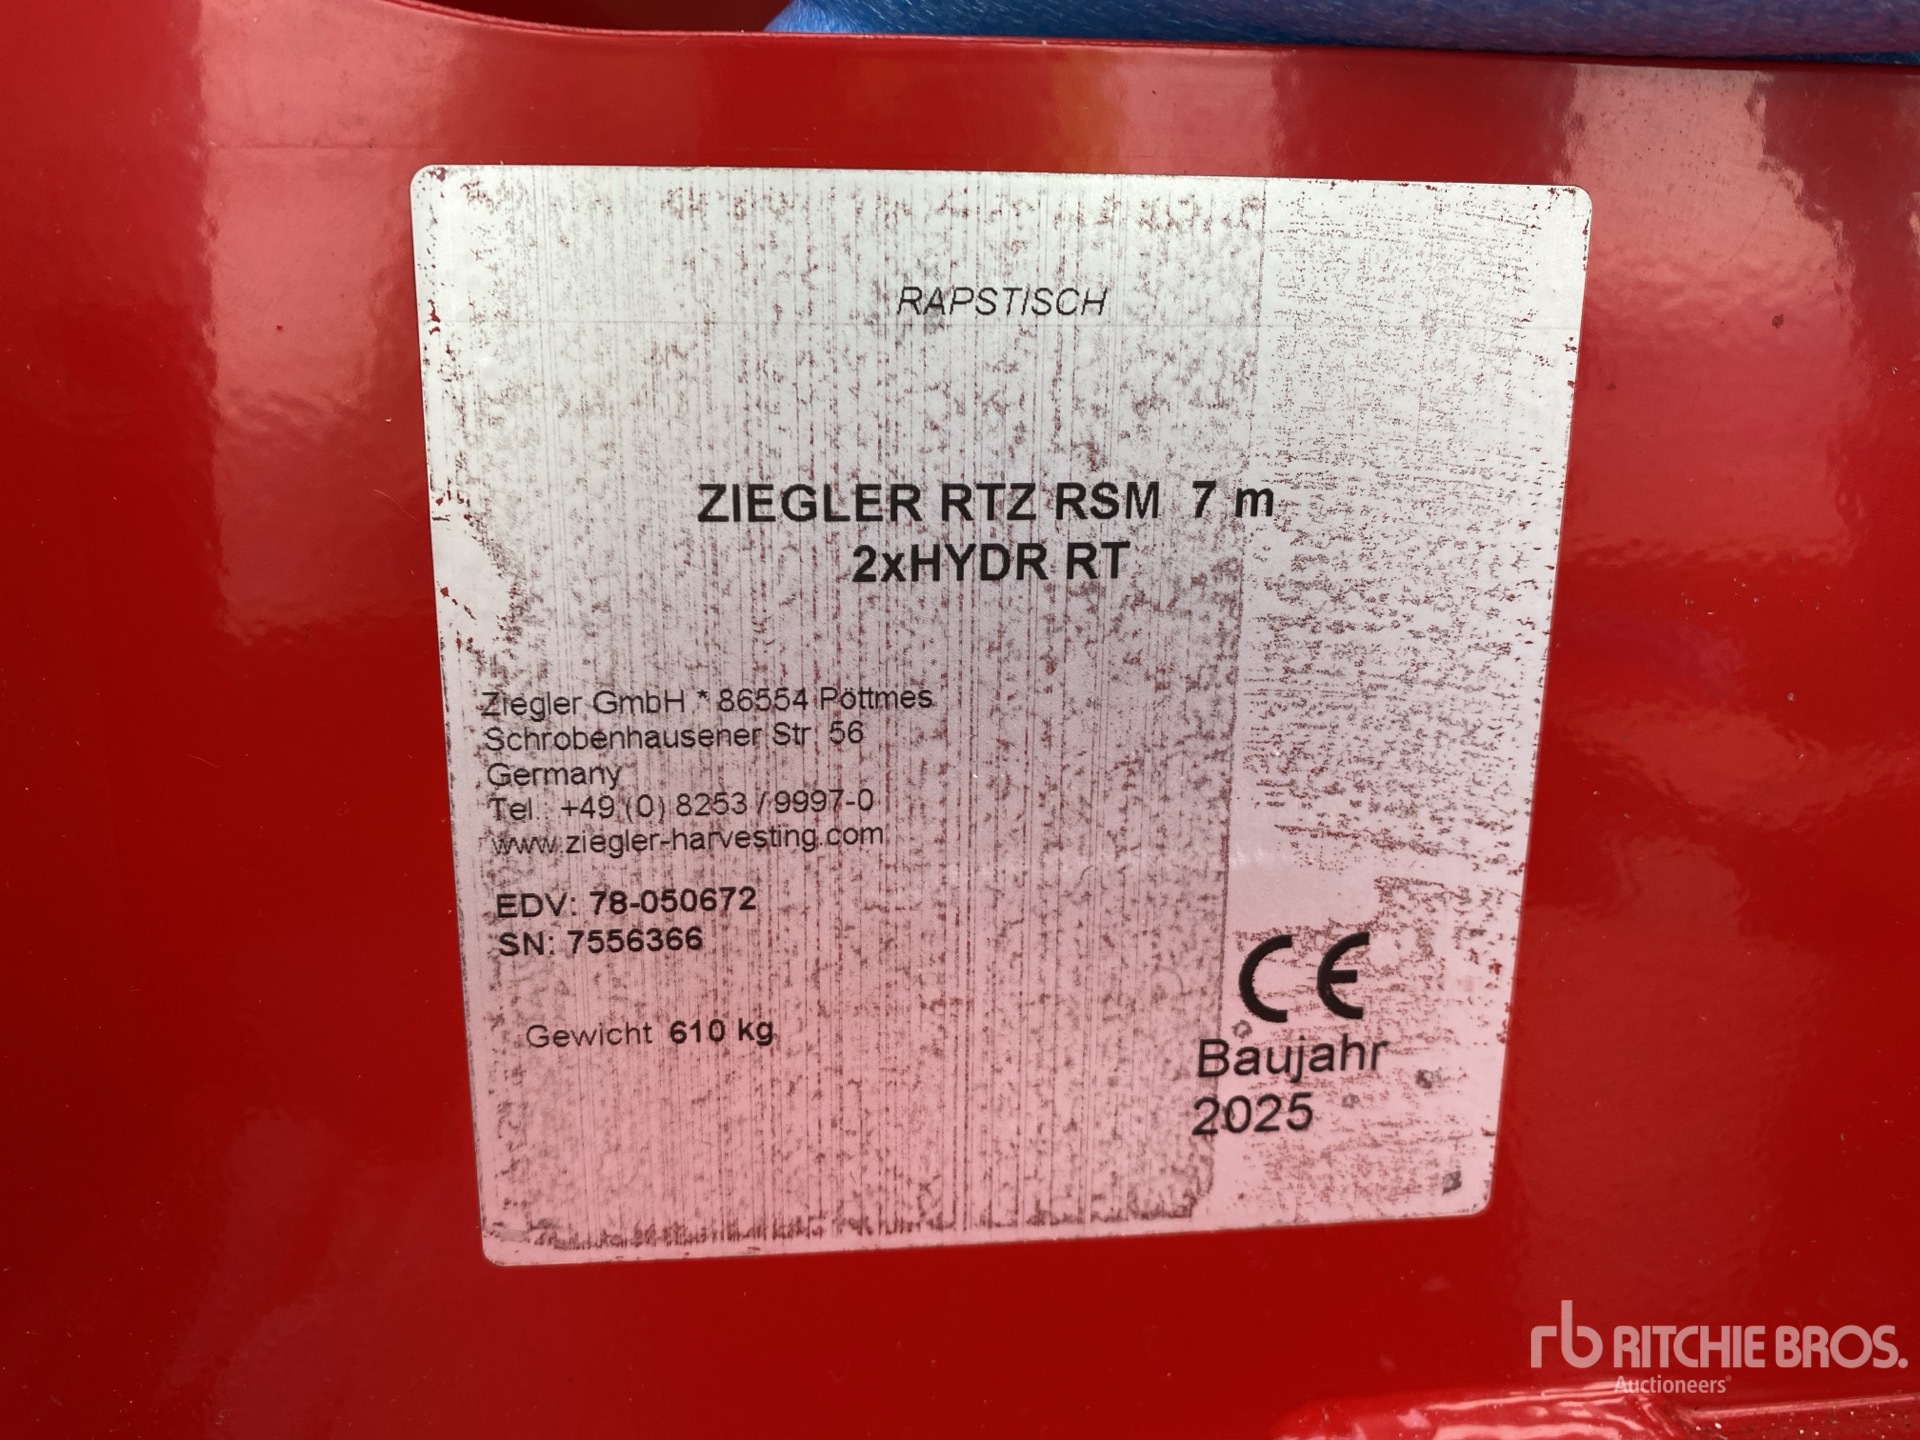 RAPSTISCH
ZIEGLER RTZ RSM 7 m
2xHYDR RT
Ziegler GmbH * 86554 Pöttmes
Schrobenhausener Str. 56
Germany
Tel.: +49 (0) 8253 / 9997-0
www.ziegler-harvesting.com
EDV: 78-050672
SN: 7556366
Gewicht 610 kg
CE
Baujahr
2025
rb RITCHIE BROS.
Auctioneers®